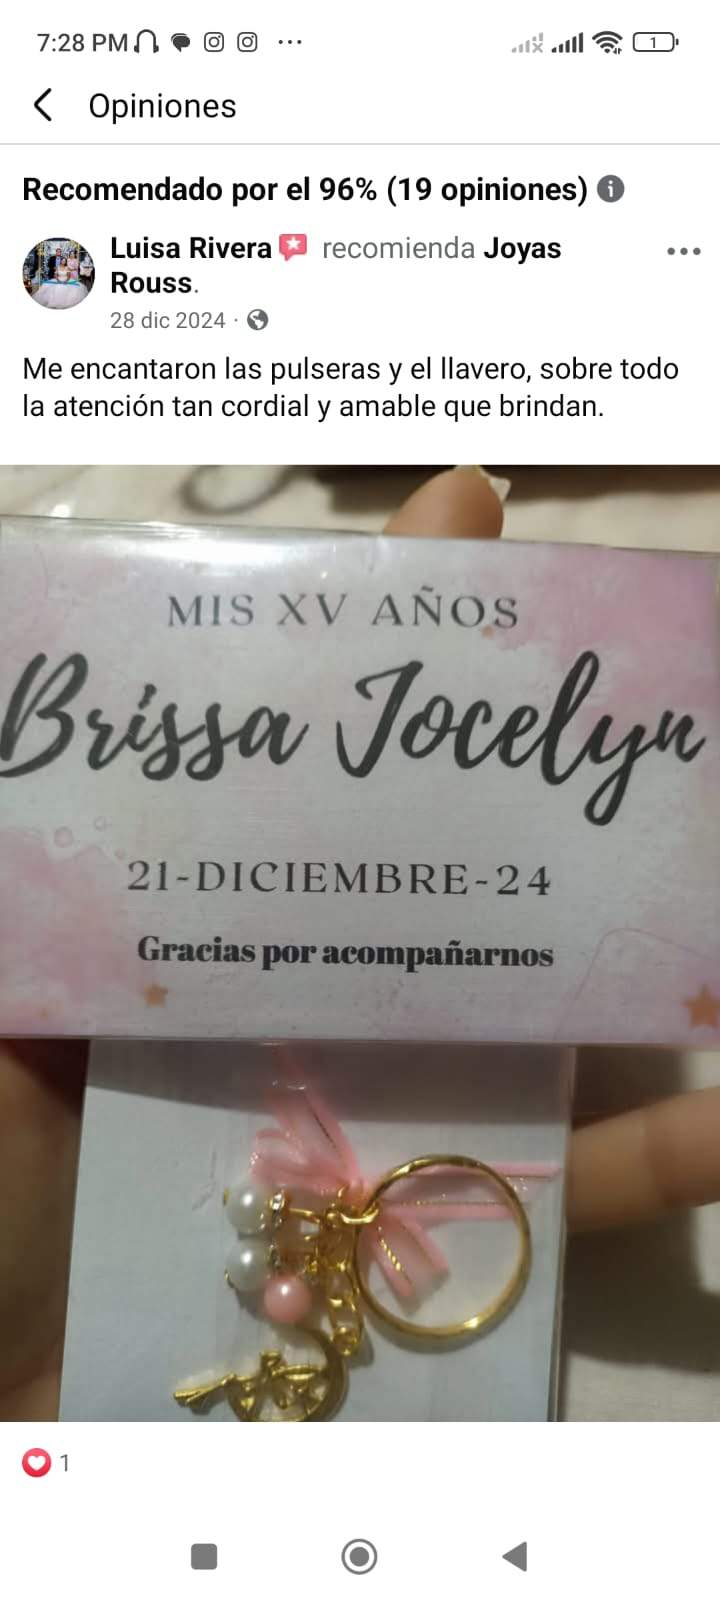 7:28 PM
1
Opiniones
Recomendado por el 96% (19 opiniones)
Luisa Rivera recomienda Joyas
Rouss.
28 dic 2024 ·
Me encantaron las pulseras y el llavero, sobre todo
la atención tan cordial y amable que brindan.
MIS XV AÑOS
Brissa Jocelyn
21-DICIEMBRE-24
Gracias por acompañarnos
1